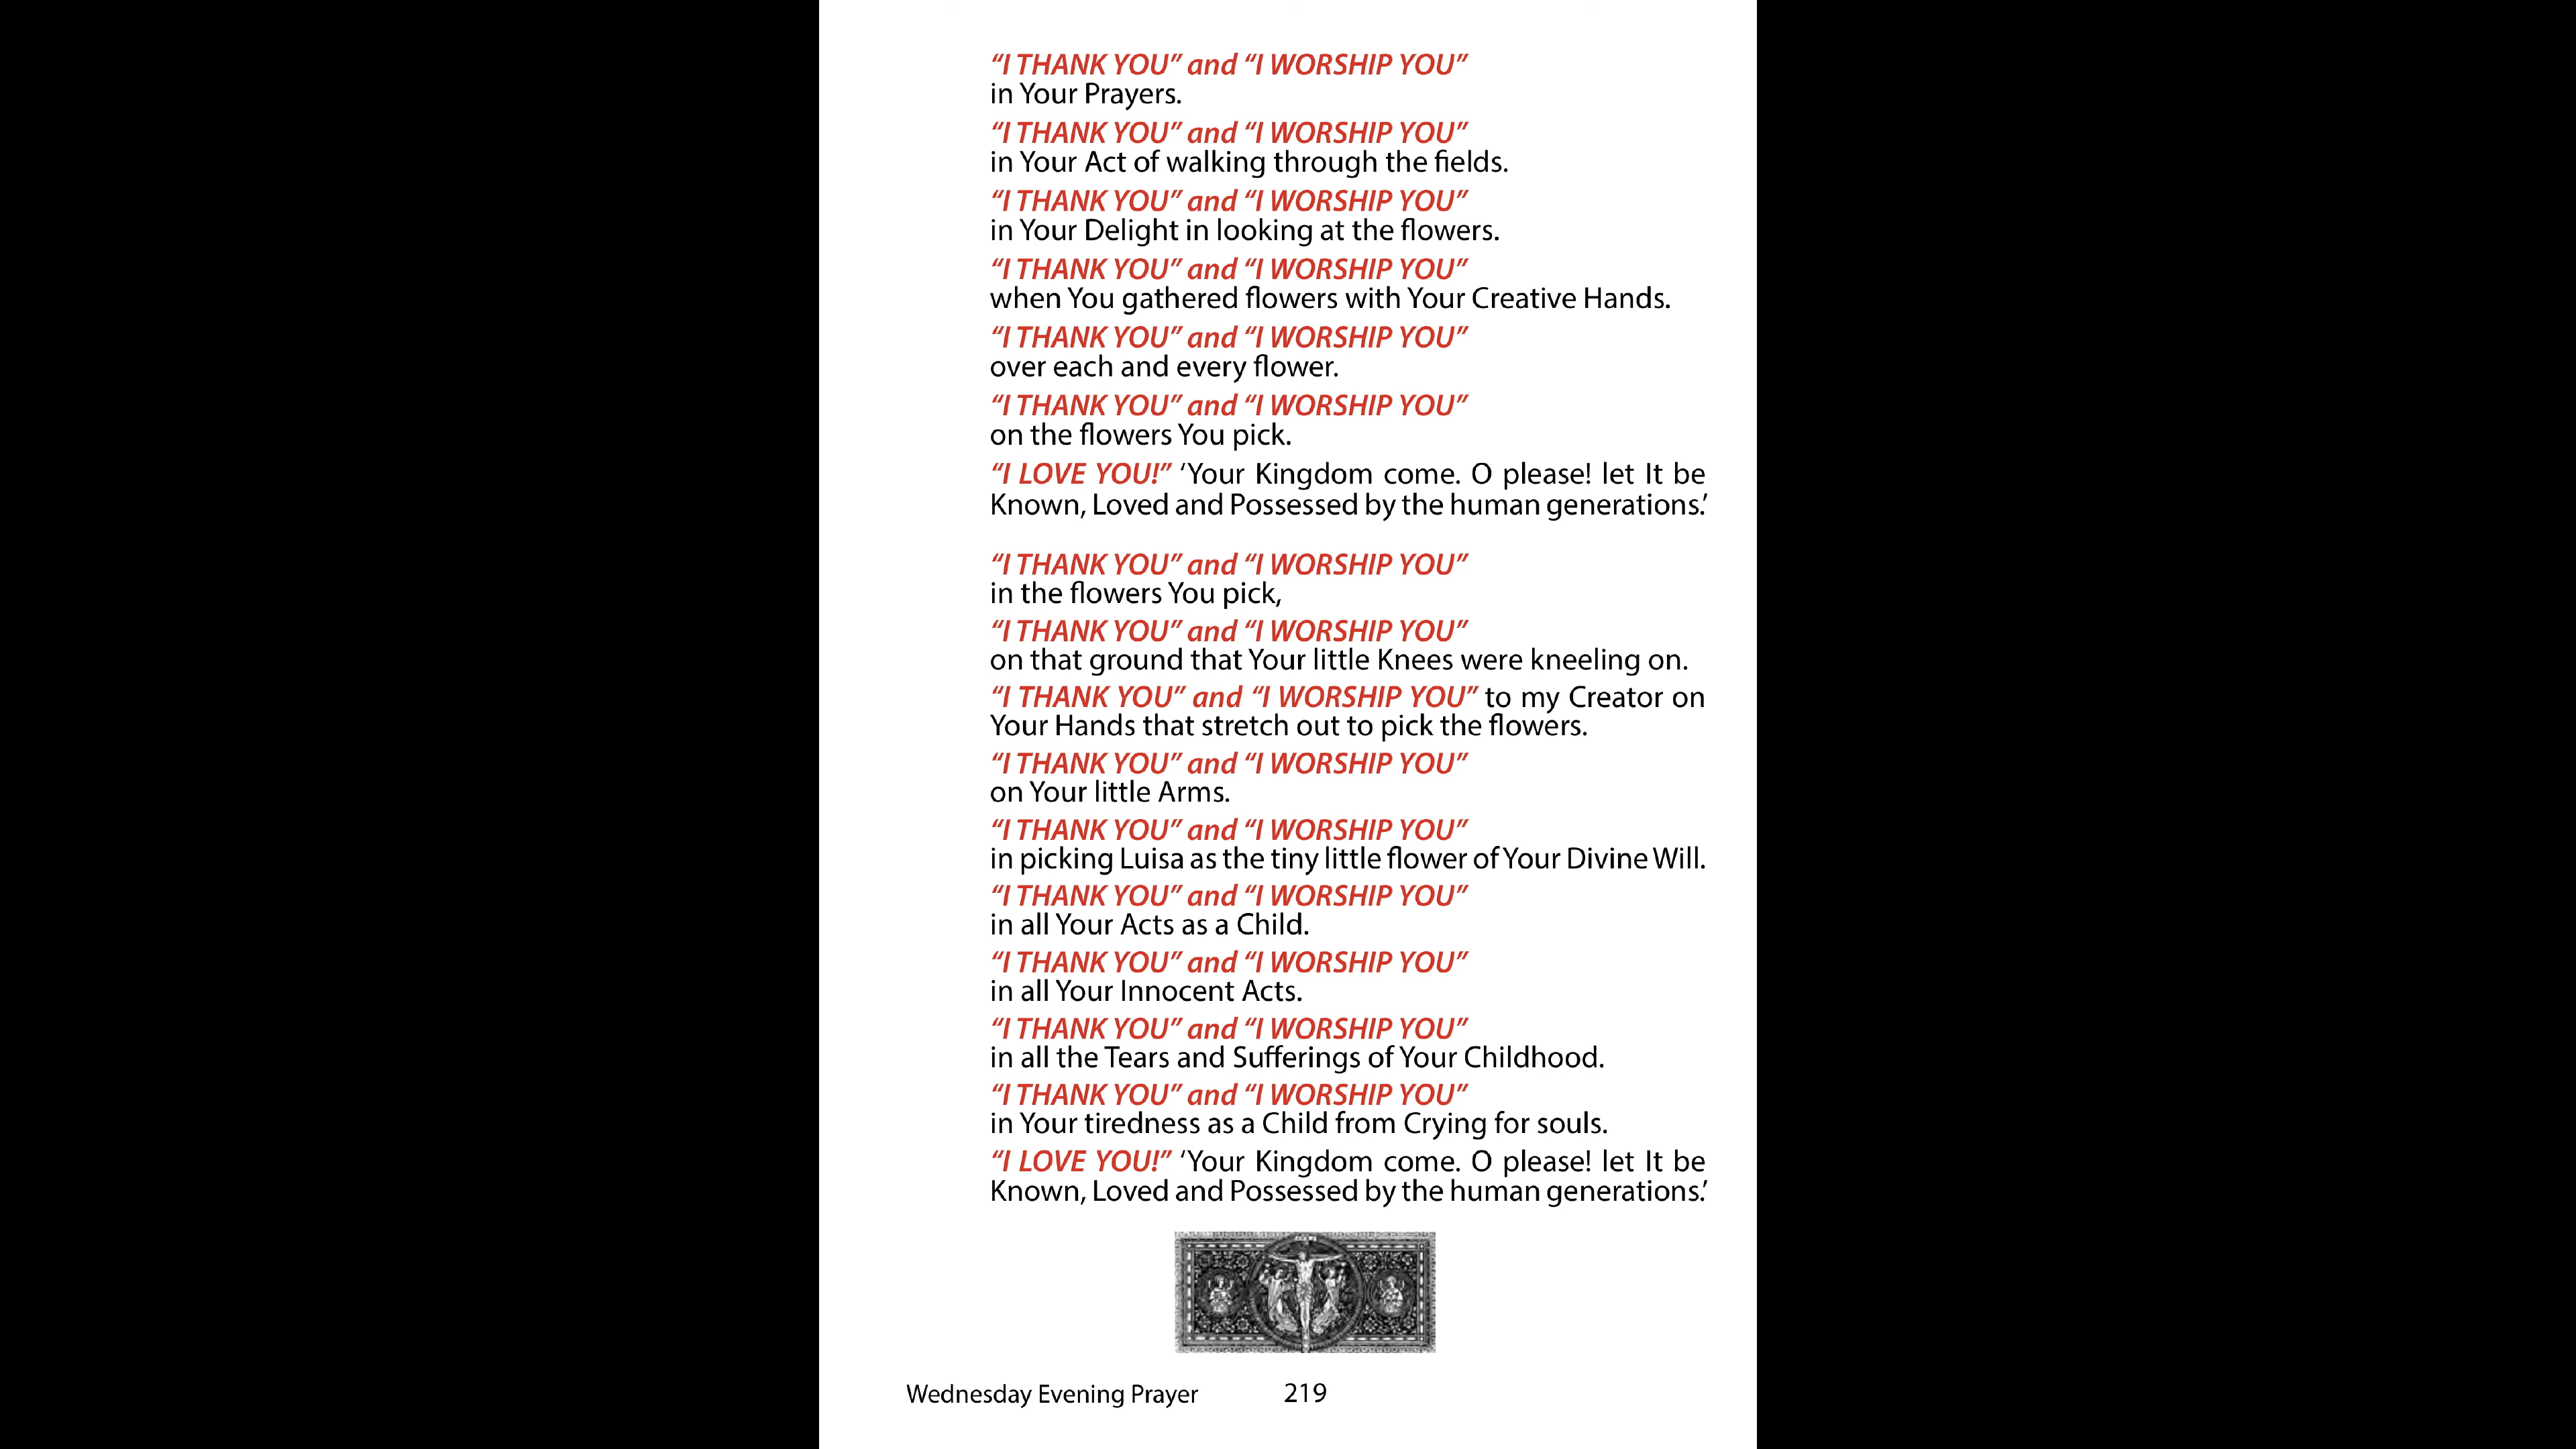 “I THANK YOU” and “I WORSHIP YOU”
in Your Prayers.
“I THANK YOU” and “I WORSHIP YOU”
in Your Act of walking through the fields.
“I THANK YOU” and “I WORSHIP YOU”
in Your Delight in looking at the flowers.
“I THANK YOU” and “I WORSHIP YOU”
when You gathered flowers with Your Creative Hands.
“I THANK YOU” and “I WORSHIP YOU”
over each and every flower.
“I THANK YOU” and “I WORSHIP YOU”
on the flowers You pick.
“I LOVE YOU!” ‘Your Kingdom come. O please! let It be
Known, Loved and Possessed by the human generations.’
“I THANK YOU” and “I WORSHIP YOU”
in the flowers You pick,
“I THANK YOU” and “I WORSHIP YOU”
on that ground that Your little Knees were kneeling on.
“I THANK YOU” and “I WORSHIP YOU” to my Creator on
Your Hands that stretch out to pick the flowers.
“I THANK YOU” and “I WORSHIP YOU”
on Your little Arms.
“I THANK YOU” and “I WORSHIP YOU”
in picking Luisa as the tiny little flower of Your Divine Will.
“I THANK YOU” and “I WORSHIP YOU”
in all Your Acts as a Child.
“I THANK YOU” and “I WORSHIP YOU”
in all Your Innocent Acts.
“I THANK YOU” and “I WORSHIP YOU”
in all the Tears and Sufferings of Your Childhood.
“I THANK YOU” and “I WORSHIP YOU”
in Your tiredness as a Child from Crying for souls.
“I LOVE YOU!” ‘Your Kingdom come. O please! let It be
Known, Loved and Possessed by the human generations.’
Wednesday Evening Prayer 219